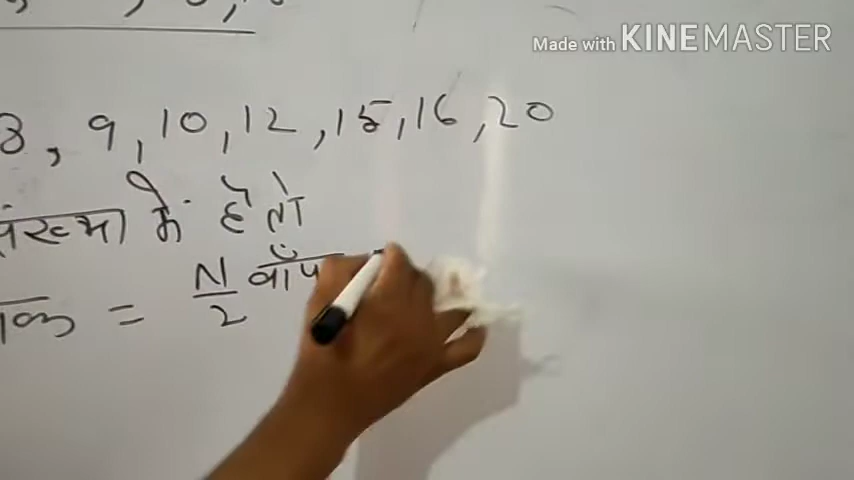 Made with KINEMASTER
8, 9, 10, 12, 15, 16, 20
संख्या में है तो
= N/2 वाँ प